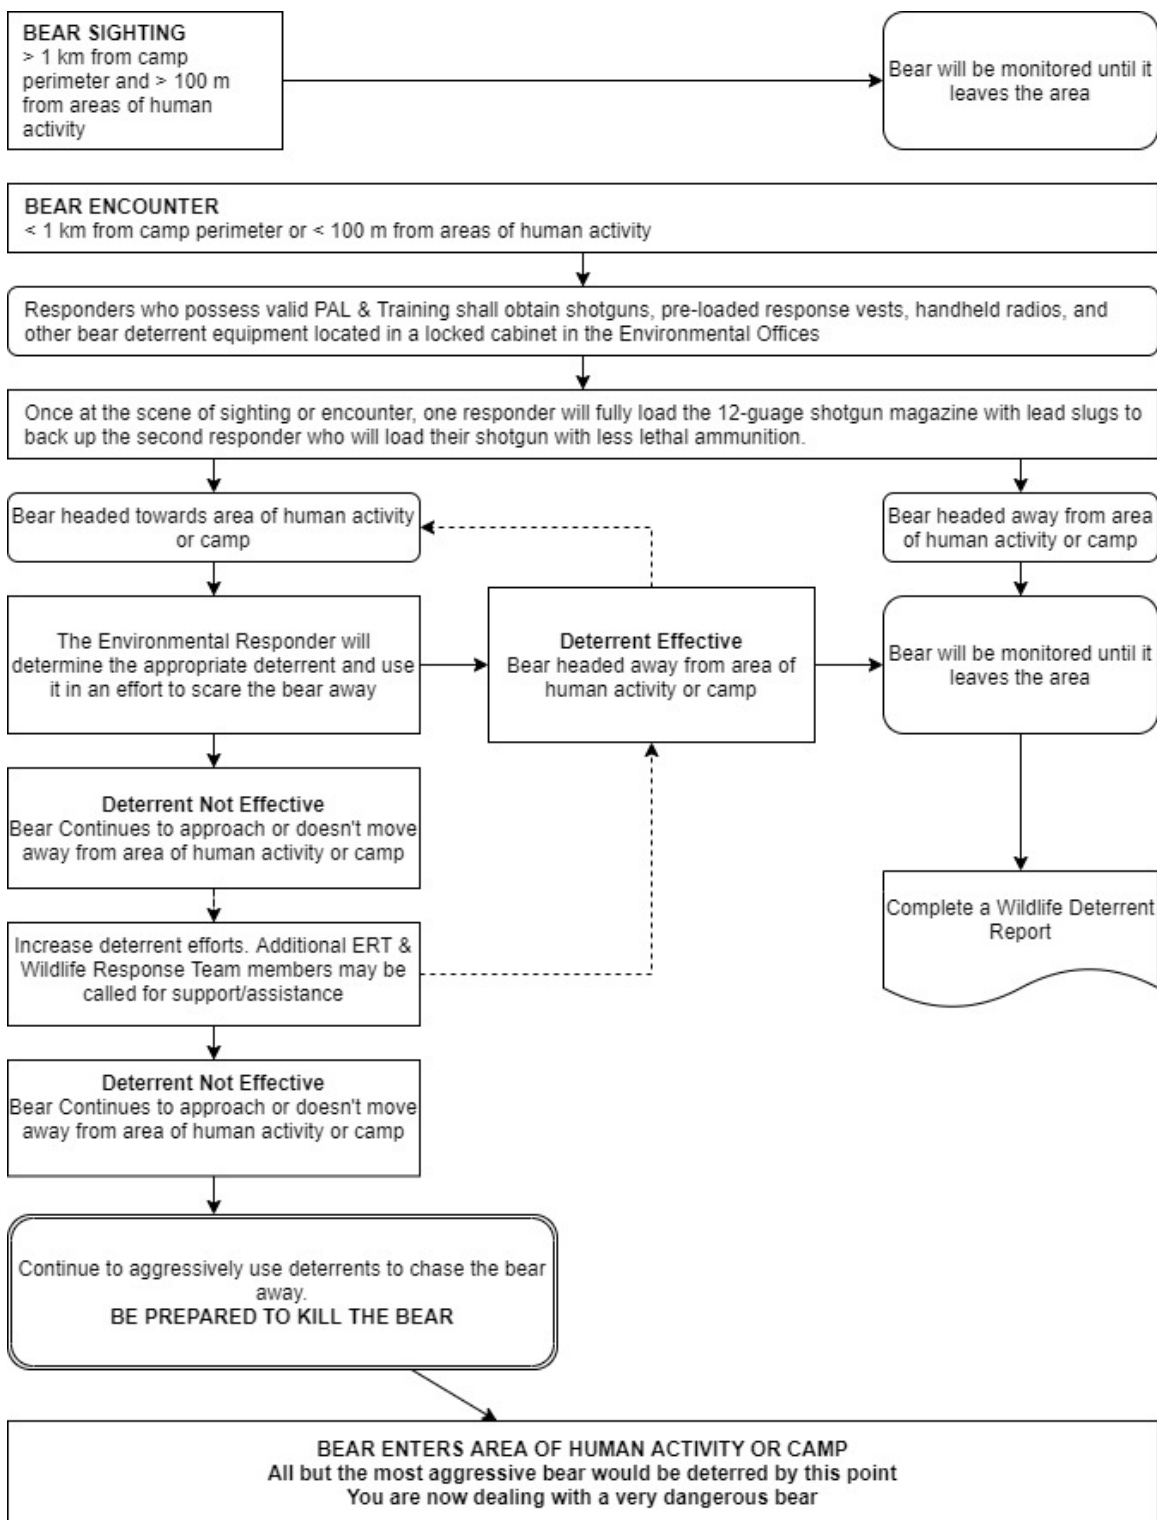 BEAR SIGHTING
> 1 km from camp
perimeter and > 100 m
from areas of human
activity
Bear will be monitored until it
leaves the area
BEAR ENCOUNTER
< 1 km from camp perimeter or < 100 m from areas of human activity
Responders who possess valid PAL & Training shall obtain shotguns, pre-loaded response vests, handheld radios, and
other bear deterrent equipment located in a locked cabinet in the Environmental Offices
Once at the scene of sighting or encounter, one responder will fully load the 12-guage shotgun magazine with lead slugs to
back up the second responder who will load their shotgun with less lethal ammunition.
Bear headed towards area of human activity
or camp
Bear headed away from area
of human activity or camp
The Environmental Responder will
determine the appropriate deterrent and use
it in an effort to scare the bear away
Deterrent Effective
Bear headed away from area of
human activity or camp
Bear will be monitored until it
leaves the area
Deterrent Not Effective
Bear Continues to approach or doesn't move
away from area of human activity or camp
Complete a Wildlife Deterrent
Report
Increase deterrent efforts. Additional ERT &
Wildlife Response Team members may be
called for support/assistance
Deterrent Not Effective
Bear Continues to approach or doesn't move
away from area of human activity or camp
Continue to aggressively use deterrents to chase the bear
away.
BE PREPARED TO KILL THE BEAR
BEAR ENTERS AREA OF HUMAN ACTIVITY OR CAMP
All but the most aggressive bear would be deterred by this point
You are now dealing with a very dangerous bear